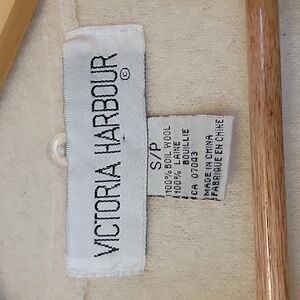 VICTORIA HARBOUR ©
S/P
100% BOIL WOOL
100% LAINE
BOUILLIE
CA 07003
MADE IN CHINA
FABRIQUE EN CHINE